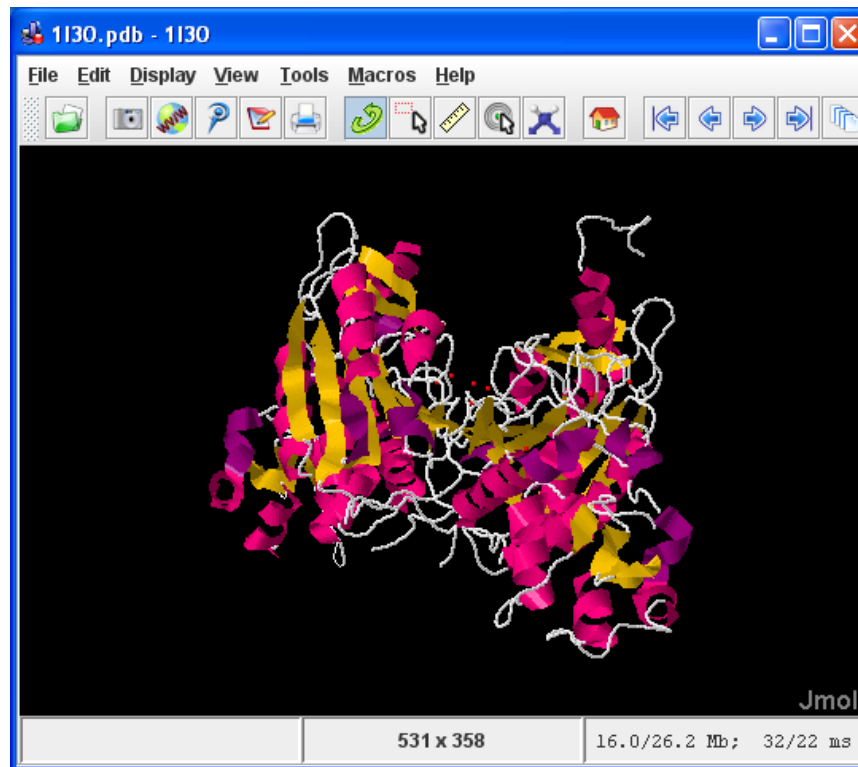 1I3O.pdb - 1I3O
File Edit Display View Tools Macros Help
WWW
Jmol
531 x 358
16.0/26.2 Mb; 32/22 ms